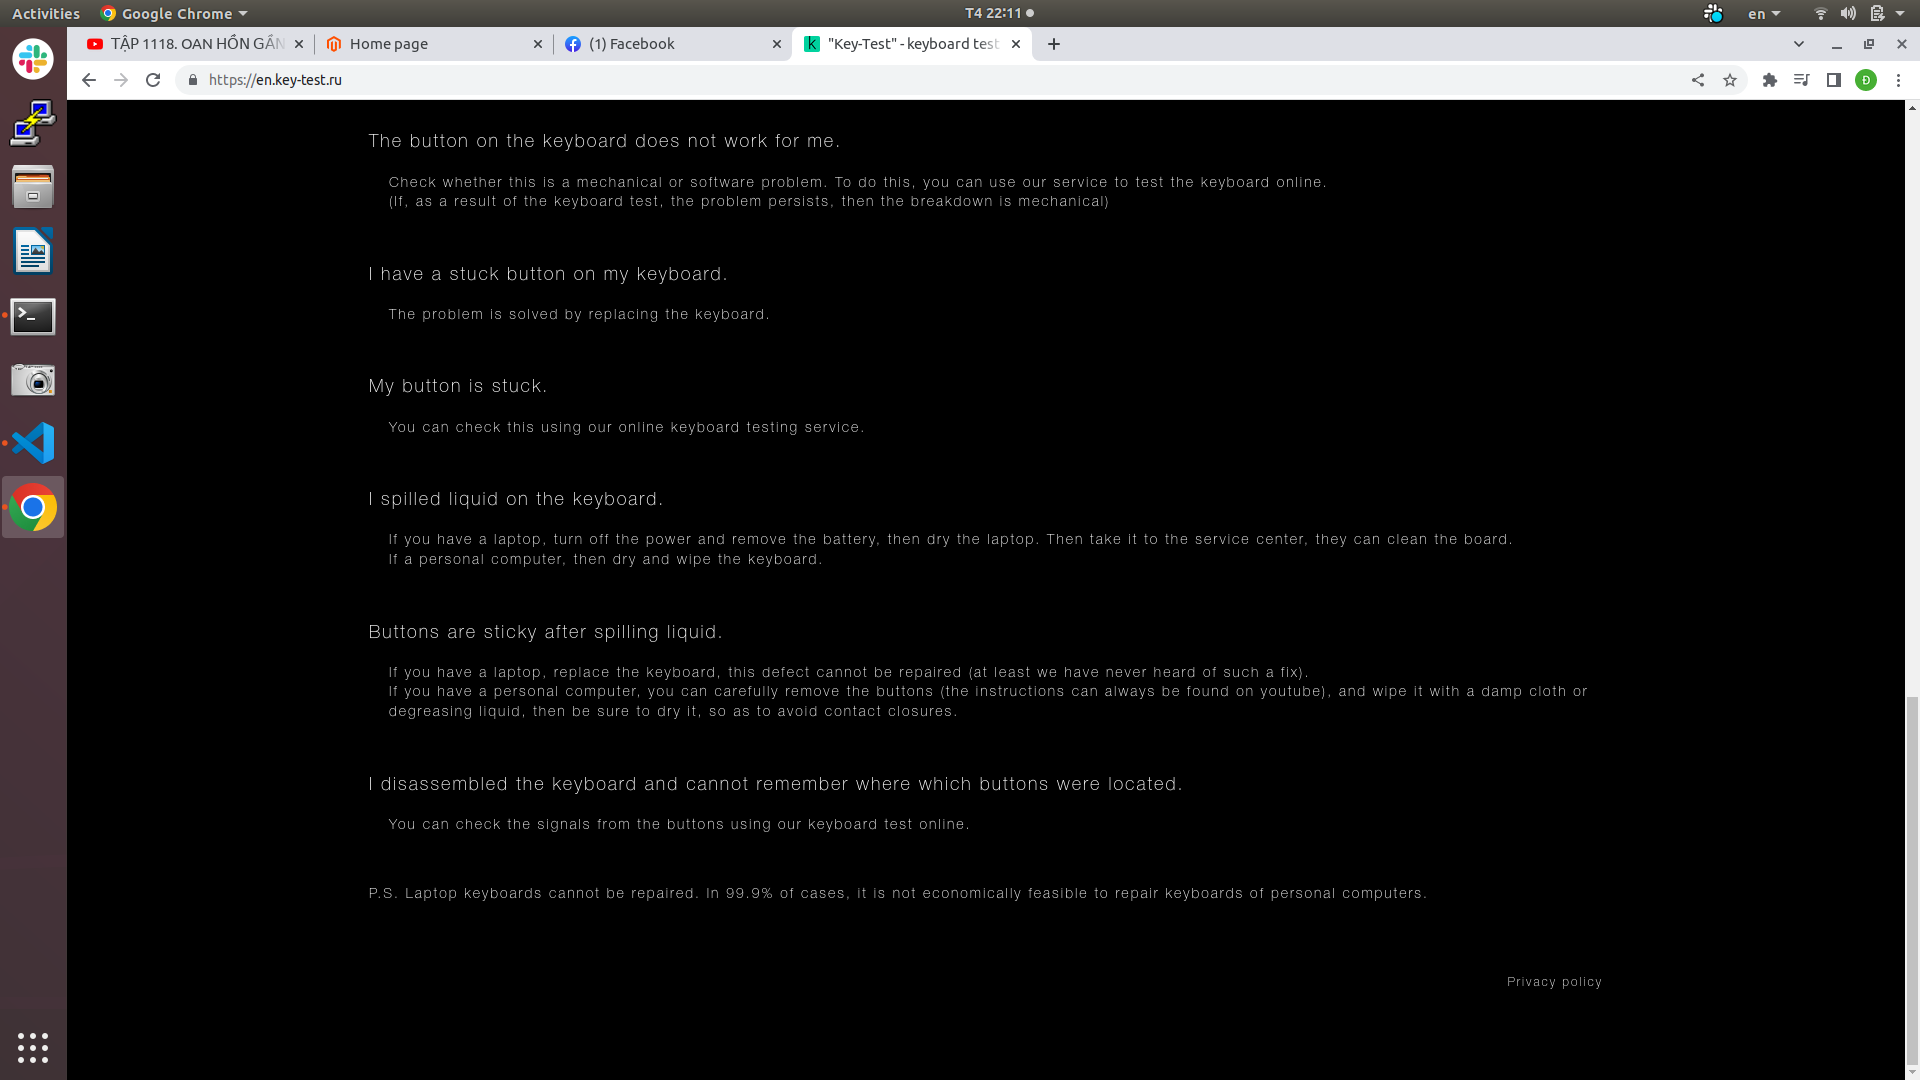 Activities
Google Chrome
T4 22:11
en
TẬP 1118. OAN HỒN GẦN
Home page
(1) Facebook
"Key-Test" - keyboard test
https://en.key-test.ru
Đ
The button on the keyboard does not work for me.
Check whether this is a mechanical or software problem. To do this, you can use our service to test the keyboard online.
(If, as a result of the keyboard test, the problem persists, then the breakdown is mechanical)
I have a stuck button on my keyboard.
The problem is solved by replacing the keyboard.
My button is stuck.
You can check this using our online keyboard testing service.
I spilled liquid on the keyboard.
If you have a laptop, turn off the power and remove the battery, then dry the laptop. Then take it to the service center, they can clean the board.
If a personal computer, then dry and wipe the keyboard.
Buttons are sticky after spilling liquid.
If you have a laptop, replace the keyboard, this defect cannot be repaired (at least we have never heard of such a fix).
If you have a personal computer, you can carefully remove the buttons (the instructions can always be found on youtube), and wipe it with a damp cloth or
degreasing liquid, then be sure to dry it, so as to avoid contact closures.
I disassembled the keyboard and cannot remember where which buttons were located.
You can check the signals from the buttons using our keyboard test online.
P.S. Laptop keyboards cannot be repaired. In 99.9% of cases, it is not economically feasible to repair keyboards of personal computers.
Privacy policy